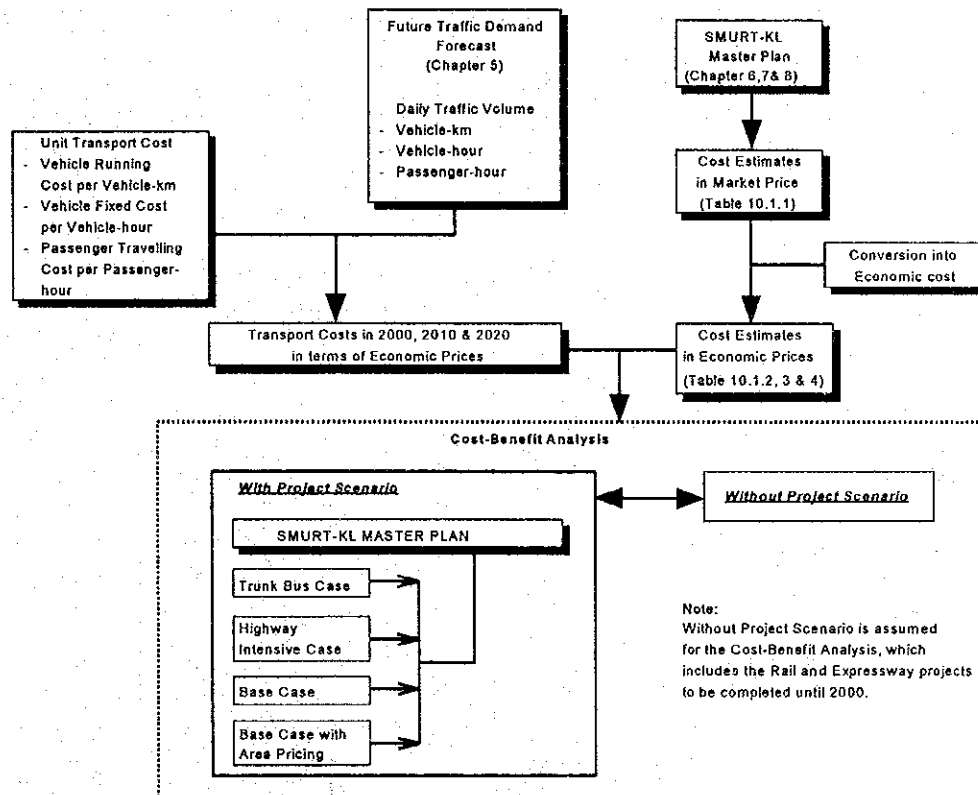 Future Traffic Demand
Forecast
(Chapter 5)
Daily Traffic Volume
- Vehicle-km
- Vehicle-hour
- Passenger-hour
SMURT-KL
Master Plan
(Chapter 6,7& 8)
Unit Transport Cost
- Vehicle Running
Cost per Vehicle-km
- Vehicle Fixed Cost
per Vehicle-hour
- Passenger Travelling
Cost per Passenger-
hour
Cost Estimates
in Market Price
(Table 10.1.1)
Conversion into
Economic cost
Transport Costs in 2000, 2010 & 2020
in terms of Economic Prices
Cost Estimates
in Economic Prices
(Table 10.1.2, 3 & 4)
Cost-Benefit Analysis
With Project Scenario
SMURT-KL MASTER PLAN
Trunk Bus Case
Highway
Intensive Case
Base Case
Base Case with
Area Pricing
Without Project Scenario
Note:
Without Project Scenario is assumed
for the Cost-Benefit Analysis, which
includes the Rail and Expressway projects
to be completed until 2000.